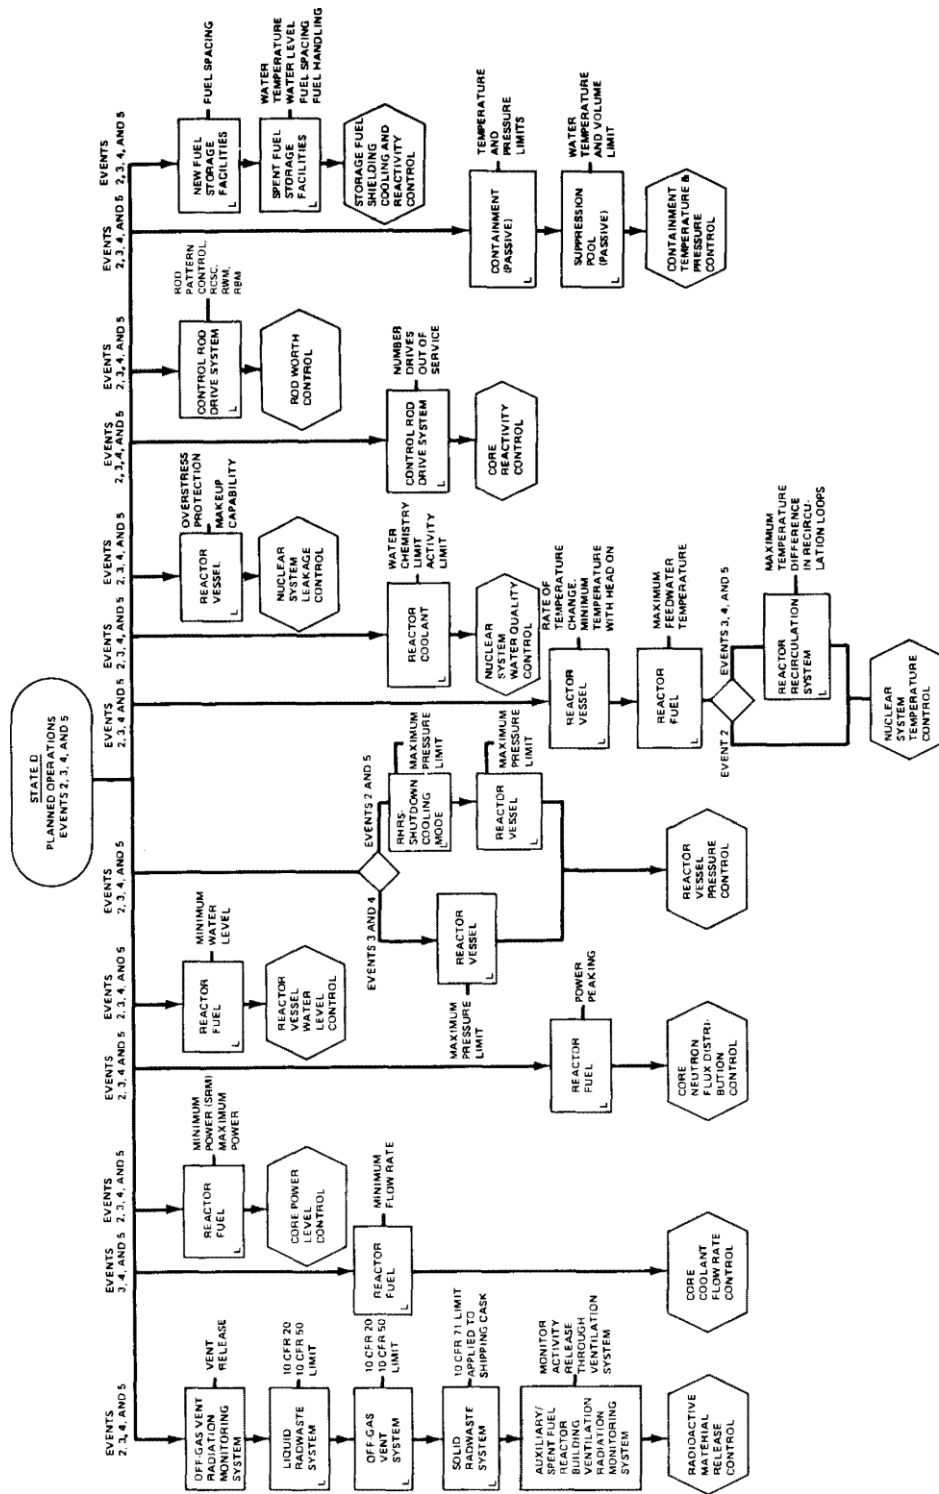 STATE D
PLANNED OPERATIONS
EVENTS 2, 3, 4, AND 5
EVENTS
2, 3, 4, AND 5
OFF-GAS VENT
RADIATION
MONITORING
SYSTEM
VENT
RELEASE
LIQUID
RADWASTE
SYSTEM
L
10 CFR 20
10 CFR 50
LIMIT
OFF-GAS
VENT
SYSTEM
L
10 CFR 20
10 CFR 50
LIMIT
SOLID
RADWASTE
SYSTEM
L
10 CFR 71 LIMIT
APPLIED TO
SHIPPING CASK
AUXILIARY/
SPENT FUEL
REACTOR
BUILDING
VENTILATION
RADIATION
MONITORING
SYSTEM
MONITOR
ACTIVITY
RELEASE
THROUGH
VENTILATION
SYSTEM
RADIOACTIVE
MATERIAL
RELEASE
CONTROL
EVENTS
3, 4, AND 5
REACTOR
FUEL
L
MINIMUM
FLOW RATE
CORE
COOLANT
FLOW RATE
CONTROL
EVENTS
2, 3, 4, AND 5
REACTOR
FUEL
L
MINIMUM
POWER (SRM)
MAXIMUM
POWER
CORE POWER
LEVEL
CONTROL
EVENTS
2, 3, 4, AND 5
REACTOR
FUEL
L
POWER
PEAKING
CORE
NEUTRON
FLUX DISTRI-
BUTION
CONTROL
EVENTS
2, 3, 4, AND 5
REACTOR
FUEL
L
MINIMUM
WATER
LEVEL
REACTOR
VESSEL
WATER
LEVEL
CONTROL
EVENTS
2, 3, 4, AND 5
EVENTS 3 AND 4
REACTOR
VESSEL
L
MAXIMUM
PRESSURE
LIMIT
EVENTS 2 AND 5
RHRS-
SHUTDOWN
COOLING
MODE
L
MAXIMUM
PRESSURE
LIMIT
REACTOR
VESSEL
L
MAXIMUM
PRESSURE
LIMIT
REACTOR
VESSEL
PRESSURE
CONTROL
EVENTS
2, 3, 4 AND 5
REACTOR
VESSEL
L
RATE OF
TEMPERATURE
CHANGE.
MINIMUM
TEMPERATURE
WITH HEAD ON
REACTOR
FUEL
L
MAXIMUM
FEEDWATER
TEMPERATURE
EVENT 2
EVENTS 3, 4, AND 5
REACTOR
RECIRCULATION
SYSTEM
L
MAXIMUM
TEMPERATURE
DIFFERENCE
IN RECIRCU-
LATION LOOPS
NUCLEAR
SYSTEM
TEMPERATURE
CONTROL
EVENTS
2, 3, 4, AND 5
REACTOR
COOLANT
L
WATER
CHEMISTRY
LIMIT
ACTIVITY
LIMIT
NUCLEAR
SYSTEM
WATER QUALITY
CONTROL
EVENTS
2, 3, 4, AND 5
REACTOR
VESSEL
L
OVERSTRESS
PROTECTION
MAKEUP
CAPABILITY
NUCLEAR
SYSTEM
LEAKAGE
CONTROL
EVENTS
2, 3, 4, AND 5
CONTROL ROD
DRIVE SYSTEM
L
NUMBER
DRIVES
OUT OF
SERVICE
CORE
REACTIVITY
CONTROL
EVENTS
2, 3, 4, AND 5
CONTROL ROD
DRIVE SYSTEM
L
ROD
PATTERN
CONTROL,
RCSC,
RWM,
RBM
ROD WORTH
CONTROL
EVENTS
2, 3, 4, AND 5
CONTAINMENT
(PASSIVE)
L
TEMPERATURE
AND
PRESSURE
LIMITS
SUPPRESSION
POOL
(PASSIVE)
L
WATER
TEMPERATURE
AND VOLUME
LIMIT
CONTAINMENT
TEMPERATURE &
PRESSURE
CONTROL
EVENTS
2, 3, 4, AND 5
NEW FUEL
STORAGE
FACILITIES
L
FUEL SPACING
SPENT FUEL
STORAGE
FACILITIES
L
WATER
TEMPERATURE
WATER LEVEL
FUEL SPACING
FUEL HANDLING
STORAGE FUEL
SHIELDING
COOLING AND
REACTIVITY
CONTROL